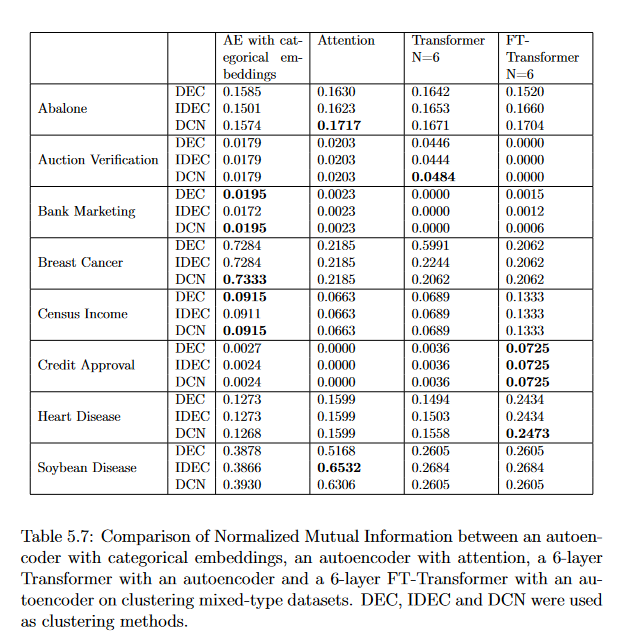 AE with cat- Attention Transformer FT-
egorical em- N=6 Transformer
beddings N=6
DEC 0.1585 0.1630 0.1642 0.1520
Abalone IDEC 0.1501 0.1623 0.1653 0.1660
DCN 0.1574 0.1717 0.1671 0.1704
DEC 0.0179 0.0203 0.0446 0.0000
Auction Verification IDEC 0.0179 0.0203 0.0444 0.0000
DCN 0.0179 0.0203 0.0484 0.0000
DEC 0.0195 0.0023 0.0000 0.0015
Bank Marketing IDEC 0.0172 0.0023 0.0000 0.0012
DCN 0.0195 0.0023 0.0000 0.0006
DEC 0.7284 0.2185 0.5991 0.2062
Breast Cancer IDEC 0.7284 0.2185 0.2244 0.2062
DCN 0.7333 0.2185 0.2062 0.2062
DEC 0.0915 0.0663 0.0689 0.1333
Census Income IDEC 0.0911 0.0663 0.0689 0.1333
DCN 0.0915 0.0663 0.0689 0.1333
DEC 0.0027 0.0000 0.0036 0.0725
Credit Approval IDEC 0.0024 0.0000 0.0036 0.0725
DCN 0.0024 0.0000 0.0036 0.0725
DEC 0.1273 0.1599 0.1494 0.2434
Heart Disease IDEC 0.1273 0.1599 0.1503 0.2434
DCN 0.1268 0.1599 0.1558 0.2473
DEC 0.3878 0.5168 0.2605 0.2605
Soybean Disease IDEC 0.3866 0.6532 0.2684 0.2684
DCN 0.3930 0.6306 0.2605 0.2605
Table 5.7: Comparison of Normalized Mutual Information between an autoen-
coder with categorical embeddings, an autoencoder with attention, a 6-layer
Transformer with an autoencoder and a 6-layer FT-Transformer with an au-
toencoder on clustering mixed-type datasets. DEC, IDEC and DCN were used
as clustering methods.